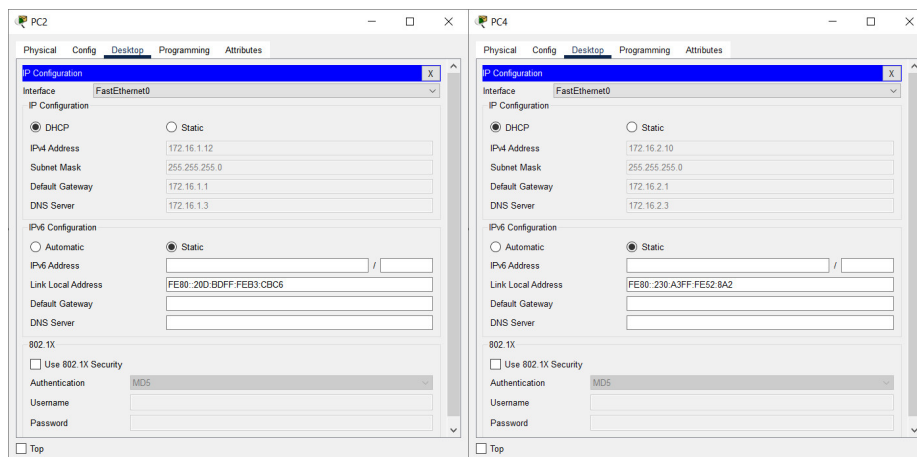 PC2
Physical Config Desktop Programming Attributes
IP Configuration X
Interface FastEthernet0
IP Configuration
DHCP Static
IPv4 Address 172.16.1.12
Subnet Mask 255.255.255.0
Default Gateway 172.16.1.1
DNS Server 172.16.1.3
IPv6 Configuration
Automatic Static
IPv6 Address /
Link Local Address FE80::20D:BDFF:FEB3:CBC6
Default Gateway
DNS Server
802.1X
Use 802.1X Security
Authentication MD5
Username
Password
Top
PC4
Physical Config Desktop Programming Attributes
IP Configuration X
Interface FastEthernet0
IP Configuration
DHCP Static
IPv4 Address 172.16.2.10
Subnet Mask 255.255.255.0
Default Gateway 172.16.2.1
DNS Server 172.16.2.3
IPv6 Configuration
Automatic Static
IPv6 Address /
Link Local Address FE80::230:A3FF:FE52:8A2
Default Gateway
DNS Server
802.1X
Use 802.1X Security
Authentication MD5
Username
Password
Top